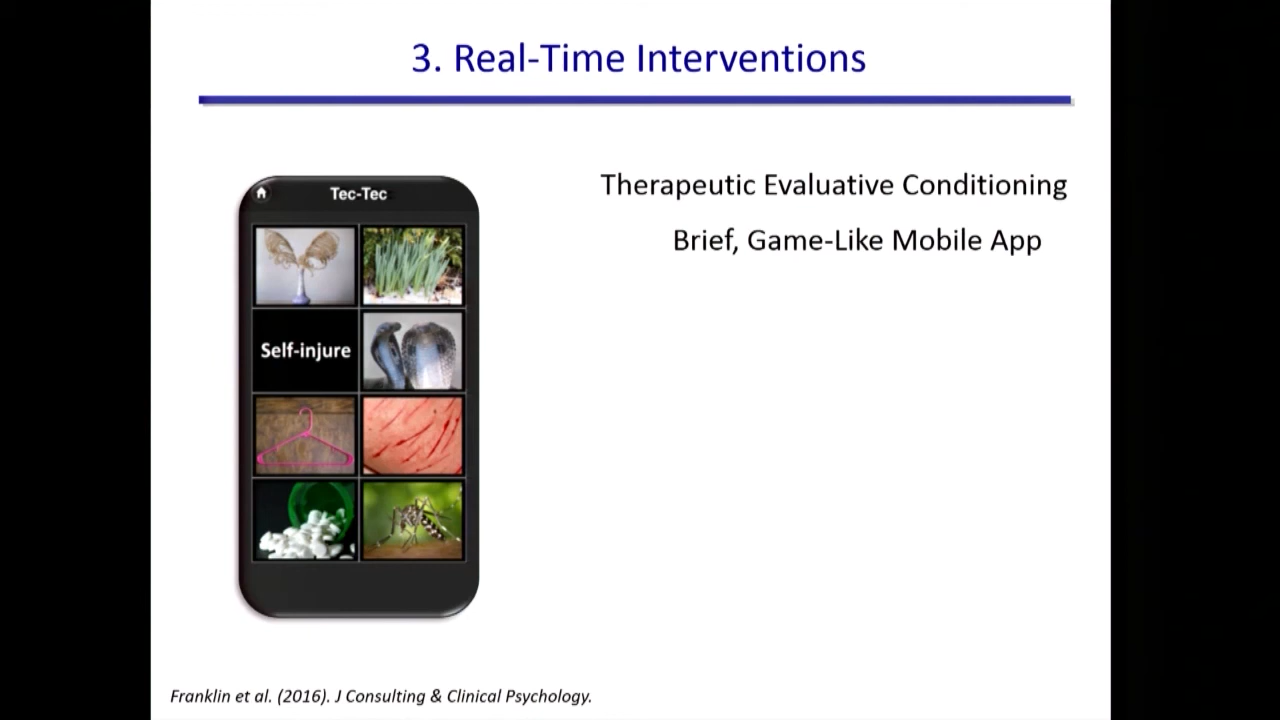 3. Real-Time Interventions
Tec-Tec
Self-injure
Therapeutic Evaluative Conditioning
Brief, Game-Like Mobile App
Franklin et al. (2016). J Consulting & Clinical Psychology.